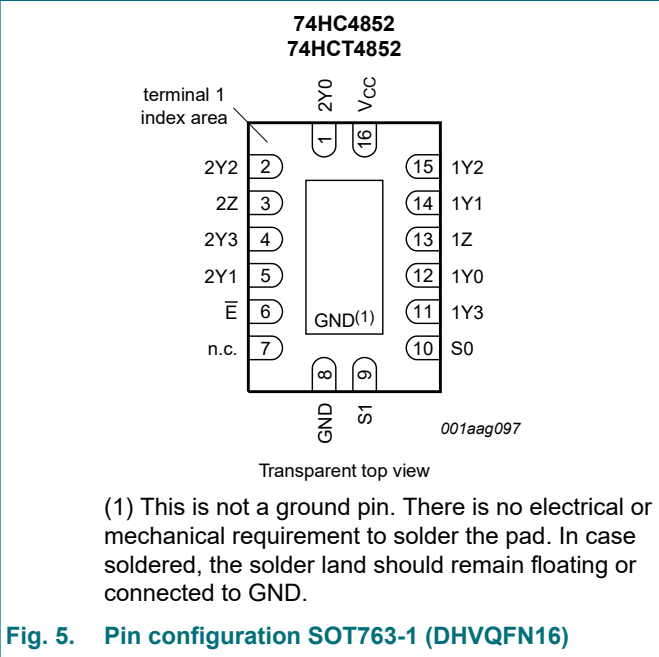 74HC4852
74HCT4852
terminal 1
index area
2Y0
VCC
1
16
2Y2 2
15 1Y2
2Z 3
14 1Y1
2Y3 4
13 1Z
2Y1 5
12 1Y0
E̅ 6
11 1Y3
GND(1)
n.c. 7
10 S0
8
9
GND
S1
001aag097
Transparent top view
(1) This is not a ground pin. There is no electrical or
mechanical requirement to solder the pad. In case
soldered, the solder land should remain floating or
connected to GND.
Fig. 5. Pin configuration SOT763-1 (DHVQFN16)